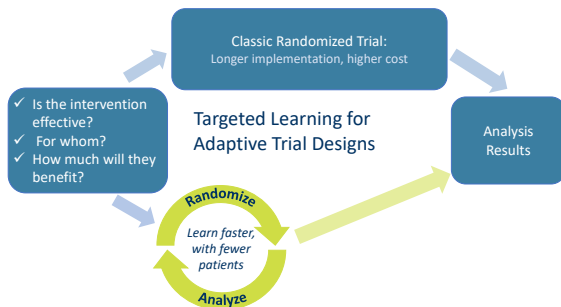 Classic Randomized Trial:
Longer implementation, higher cost
✓ Is the intervention
effective?
✓ For whom?
✓ How much will they
benefit?
Targeted Learning for
Adaptive Trial Designs
Analysis
Results
Randomize
Learn faster,
with fewer
patients
Analyze